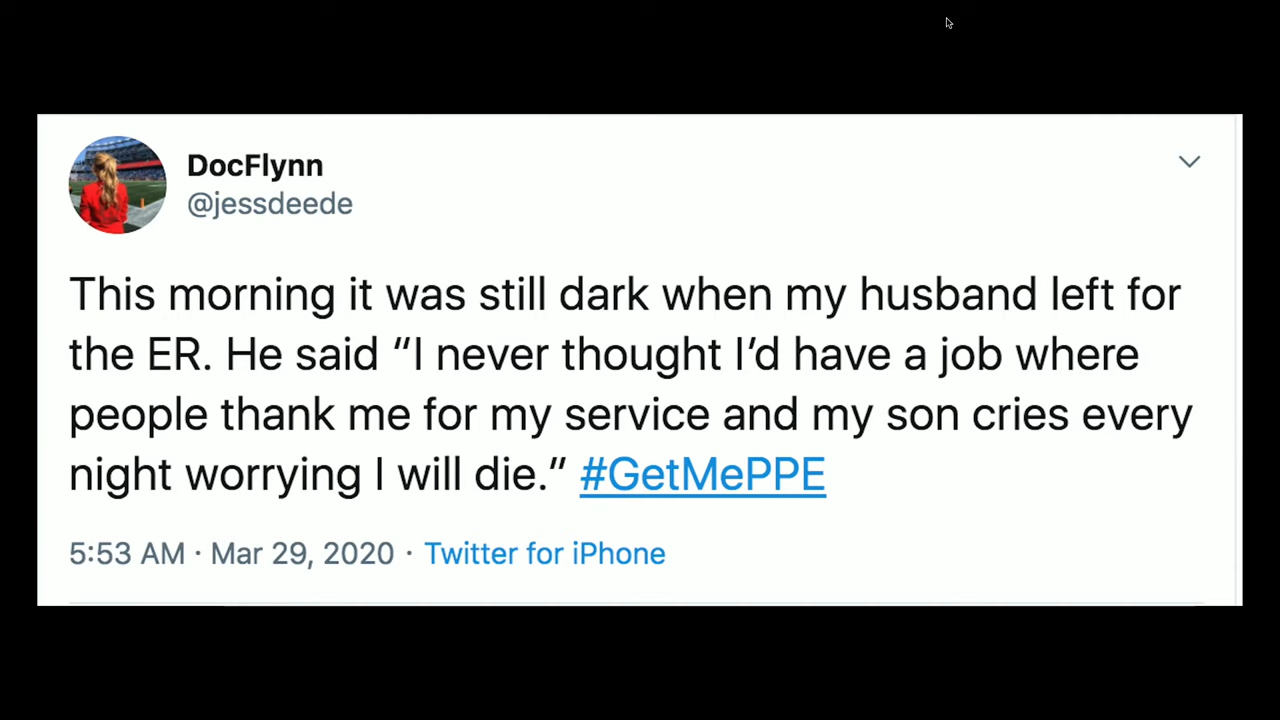 DocFlynn
@jessdeede
This morning it was still dark when my husband left for
the ER. He said “I never thought I’d have a job where
people thank me for my service and my son cries every
night worrying I will die.” #GetMePPE
5:53 AM · Mar 29, 2020 · Twitter for iPhone